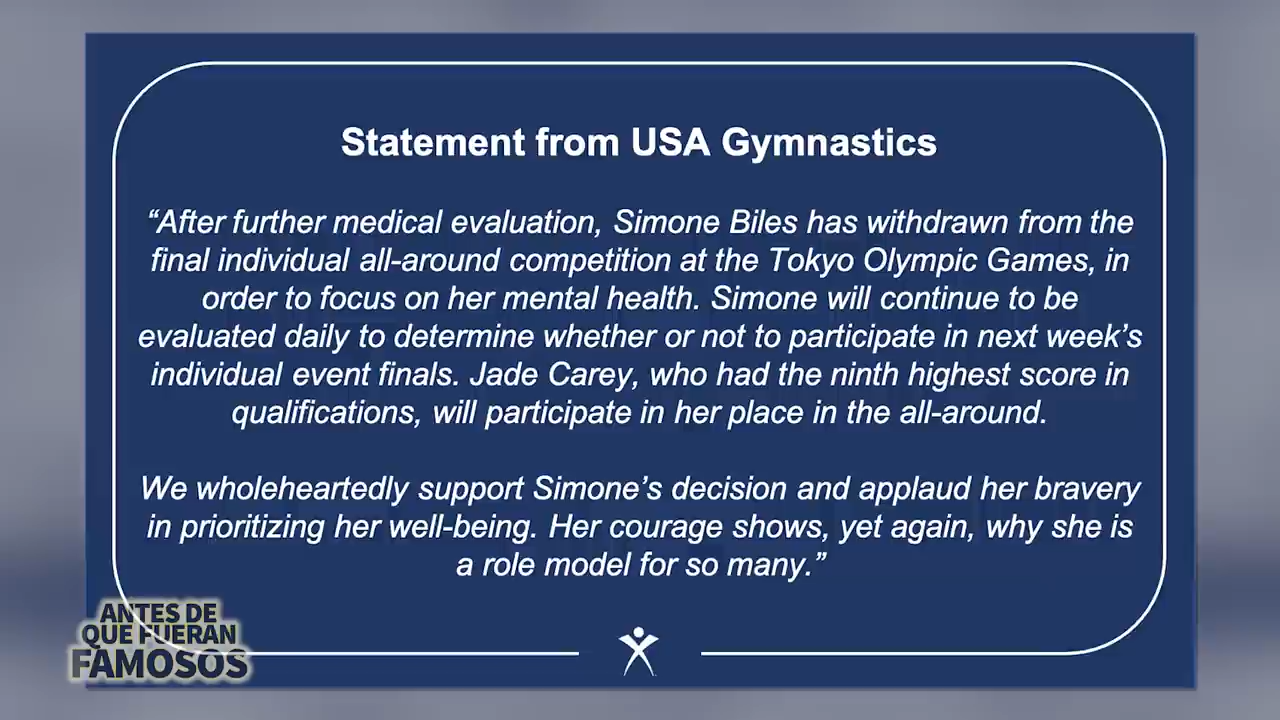 Statement from USA Gymnastics
“After further medical evaluation, Simone Biles has withdrawn from the
final individual all-around competition at the Tokyo Olympic Games, in
order to focus on her mental health. Simone will continue to be
evaluated daily to determine whether or not to participate in next week’s
individual event finals. Jade Carey, who had the ninth highest score in
qualifications, will participate in her place in the all-around.
We wholeheartedly support Simone’s decision and applaud her bravery
in prioritizing her well-being. Her courage shows, yet again, why she is
a role model for so many.”
ANTES DE
QUE FUERAN
FAMOSOS